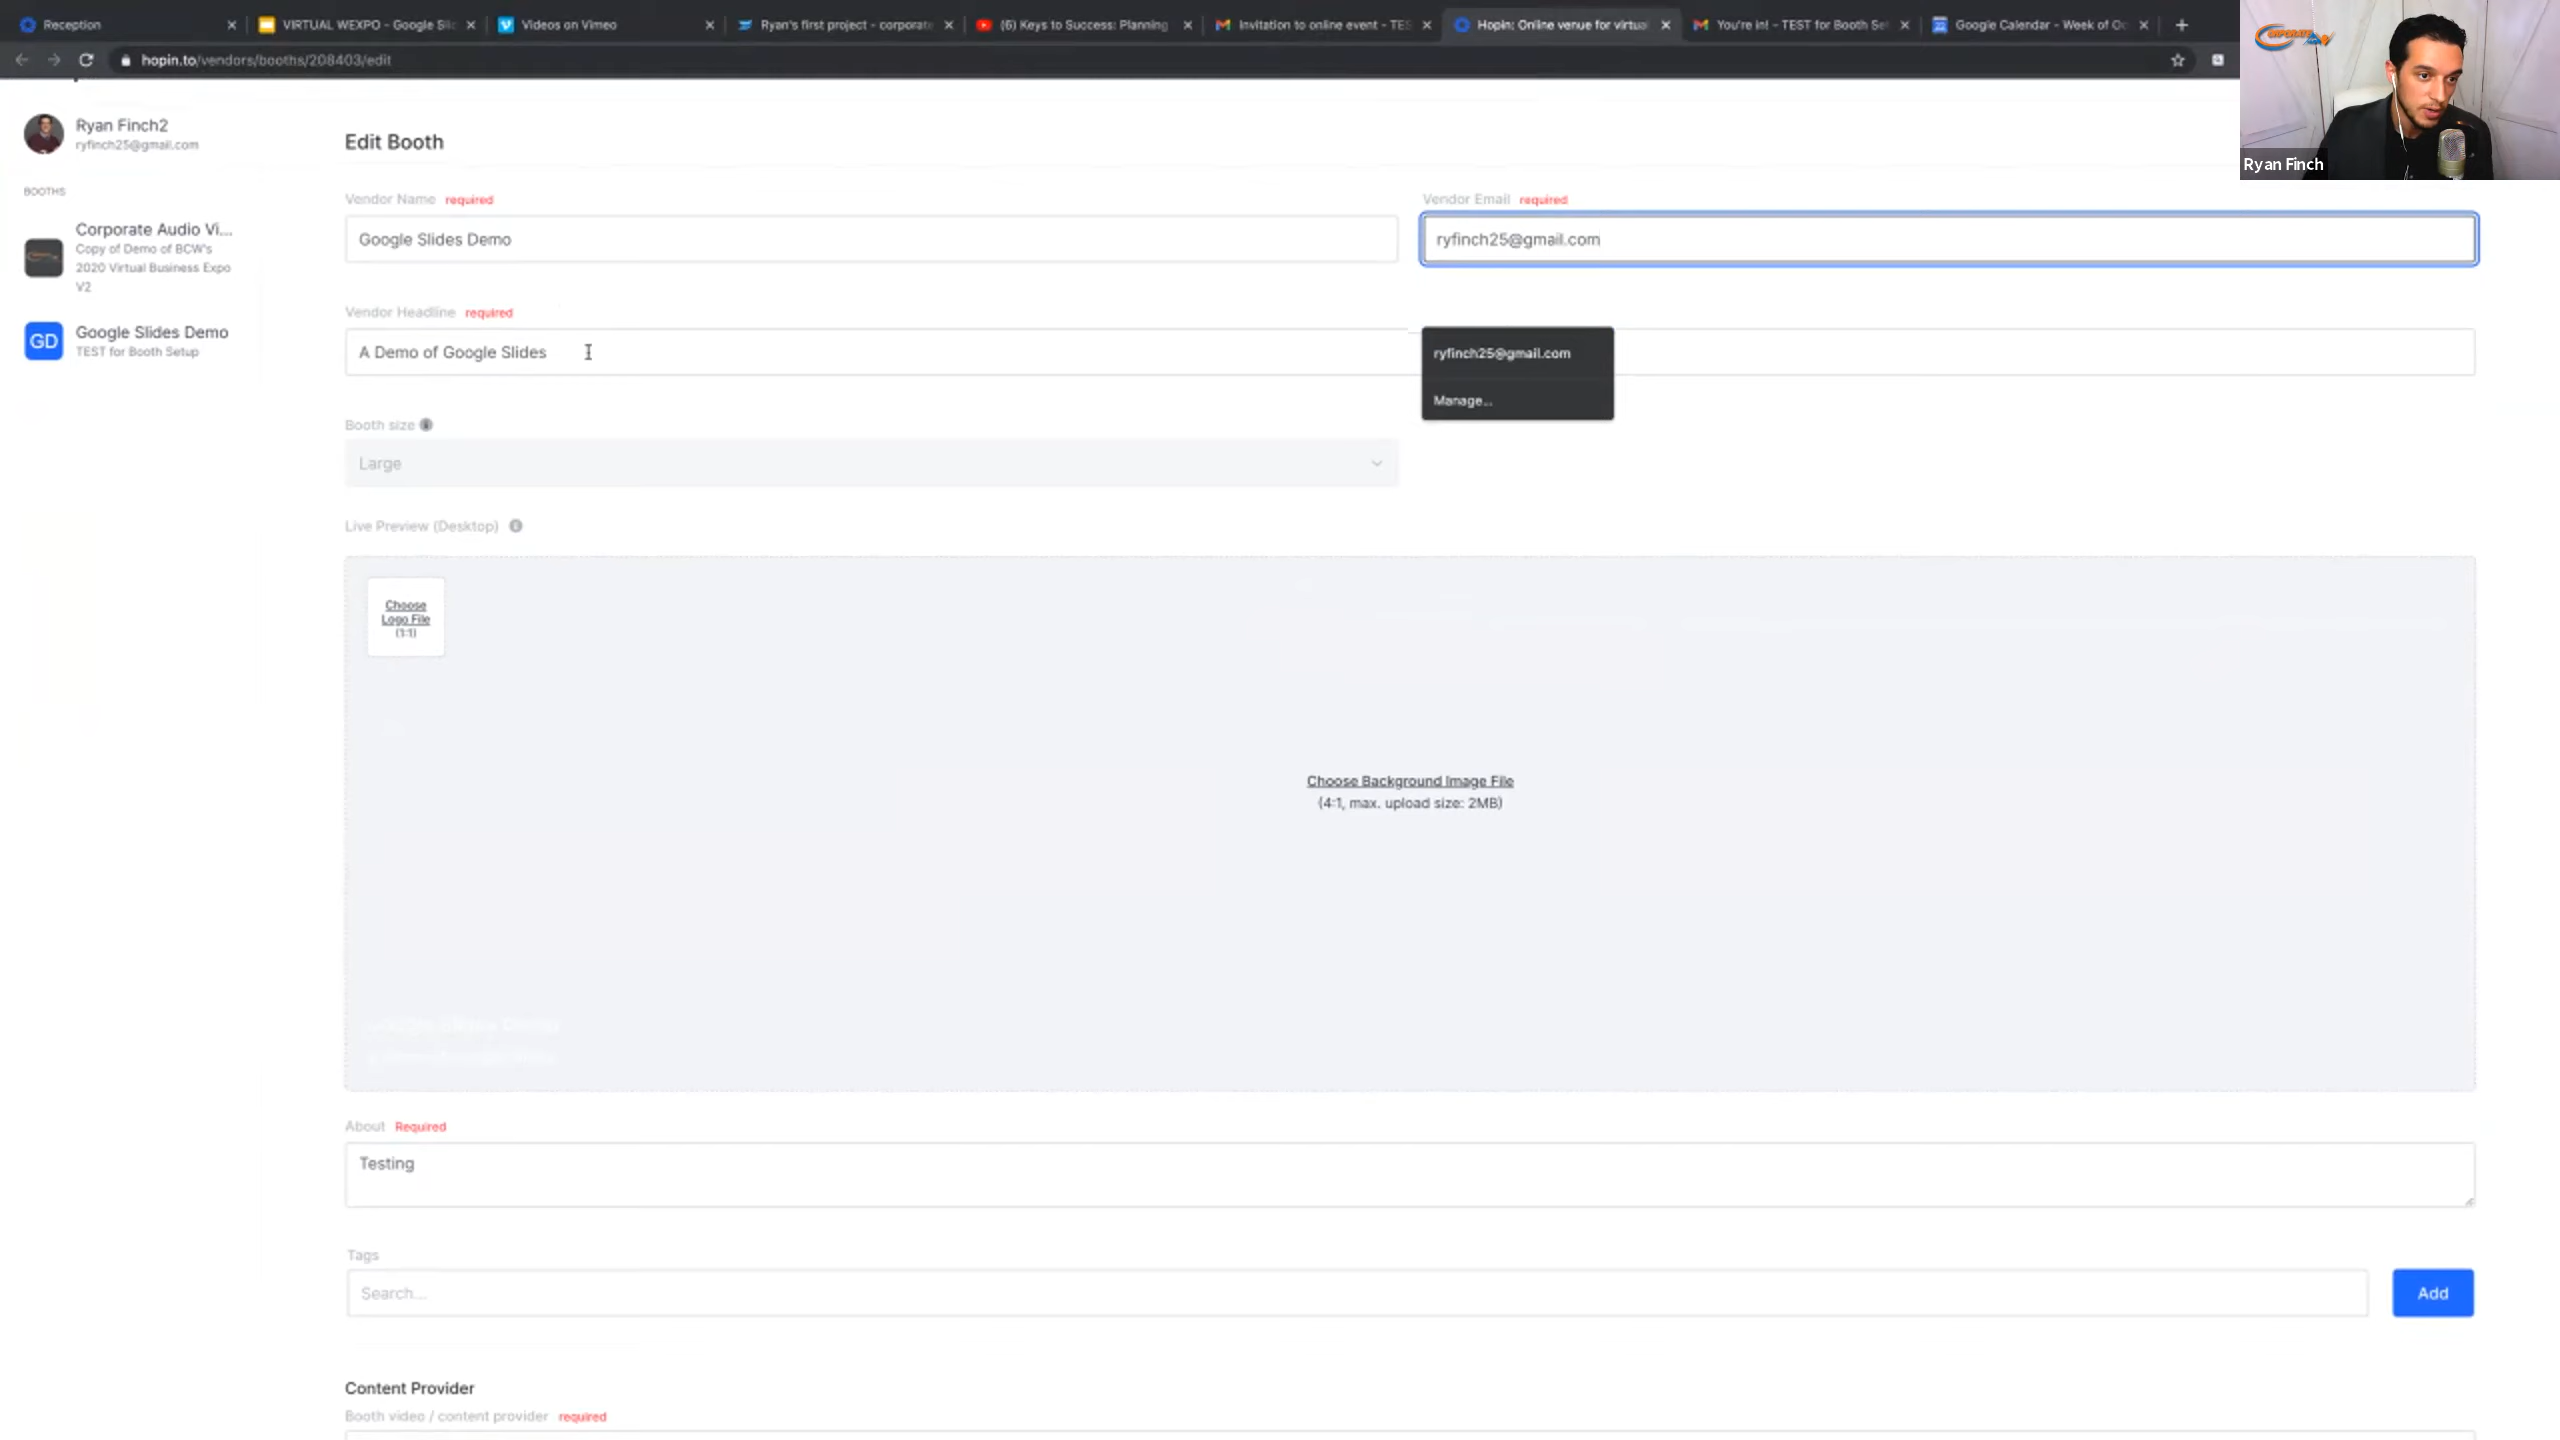 Reception
VIRTUAL WEXPO - Google Slic
Videos on Vimeo
Ryan's first project - corporate
(6) Keys to Success: Planning
Invitation to online event - TES
Hopin: Online venue for virtual
You're in! - TEST for Booth Set
Google Calendar - Week of Oc
hopin.to/vendors/booths/208403/edit
CORPORATE
Ryan Finch
Ryan Finch2
ryfinch25@gmail.com
BOOTHS
Corporate Audio Vi...
Copy of Demo of BCW's
2020 Virtual Business Expo
V2
GD
Google Slides Demo
TEST for Booth Setup
Edit Booth
Vendor Name required
Google Slides Demo
Vendor Email required
ryfinch25@gmail.com
Vendor Headline required
A Demo of Google Slides
ryfinch25@gmail.com
Manage...
Booth size
Large
Live Preview (Desktop)
Choose
Logo File
(1:1)
Choose Background Image File
(4:1, max. upload size: 2MB)
About Required
Testing
Tags
Search...
Add
Content Provider
Booth video / content provider required